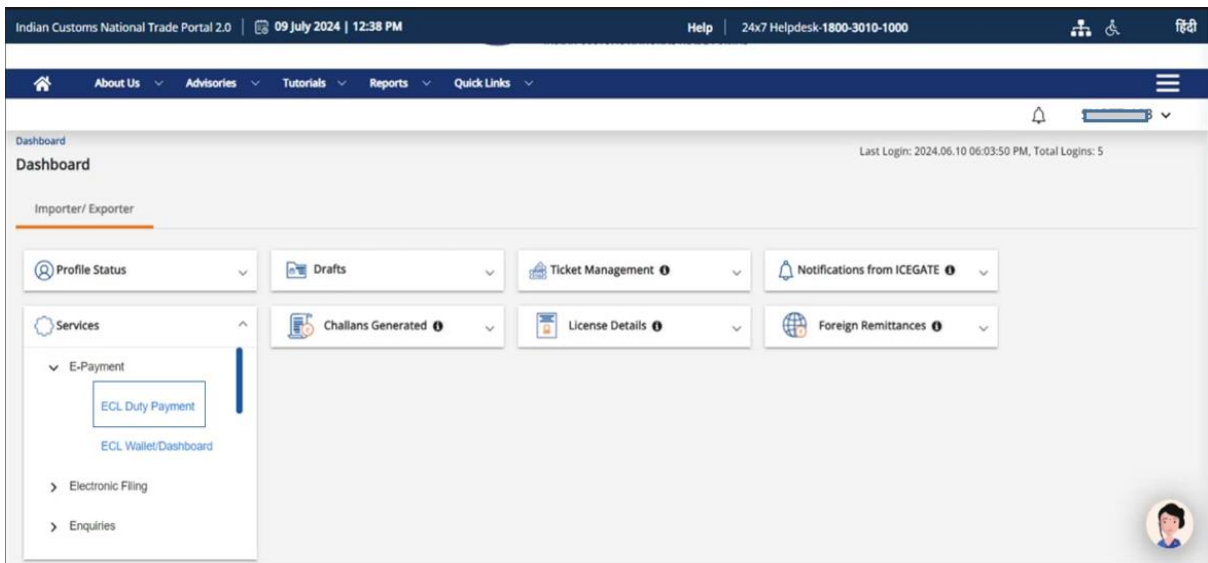 Indian Customs National Trade Portal 2.0 | 09 July 2024 | 12:38 PM Help | 24x7 Helpdesk-1800-3010-1000 हिंदी
About Us Advisories Tutorials Reports Quick Links
Dashboard
Last Login: 2024.06.10 06:03:50 PM, Total Logins: 5
Dashboard
Importer/ Exporter
Profile Status Drafts Ticket Management Notifications from ICEGATE
Services Challans Generated License Details Foreign Remittances
E-Payment
ECL Duty Payment
ECL Wallet/Dashboard
Electronic Filing
Enquiries